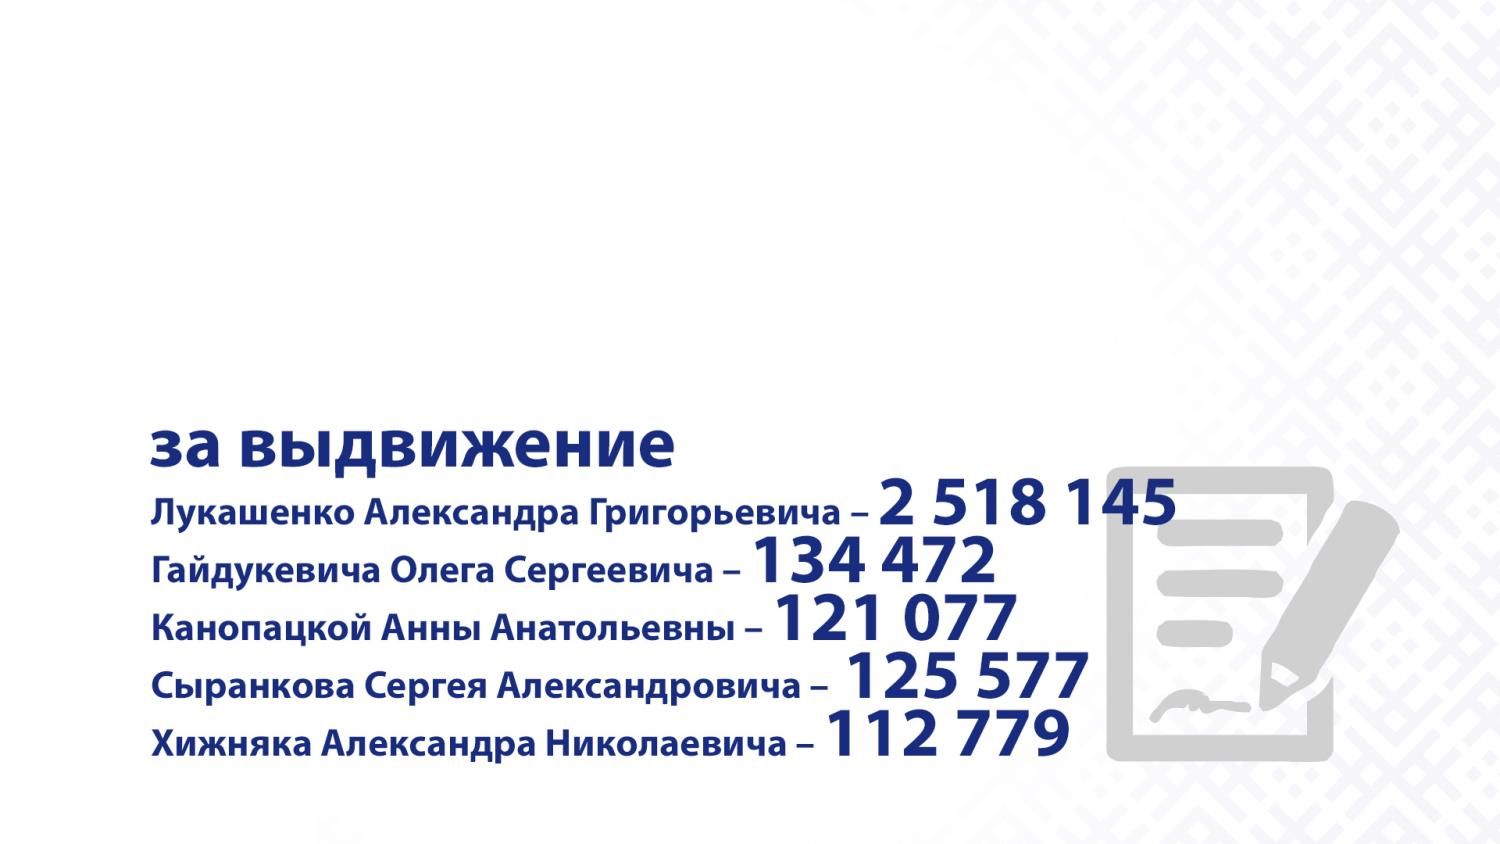 за выдвижение
Лукашенко Александра Григорьевича – 2 518 145
Гайдукевича Олега Сергеевича – 134 472
Канопацкой Анны Анатольевны – 121 077
Сыранкова Сергея Александровича – 125 577
Хижняка Александра Николаевича – 112 779